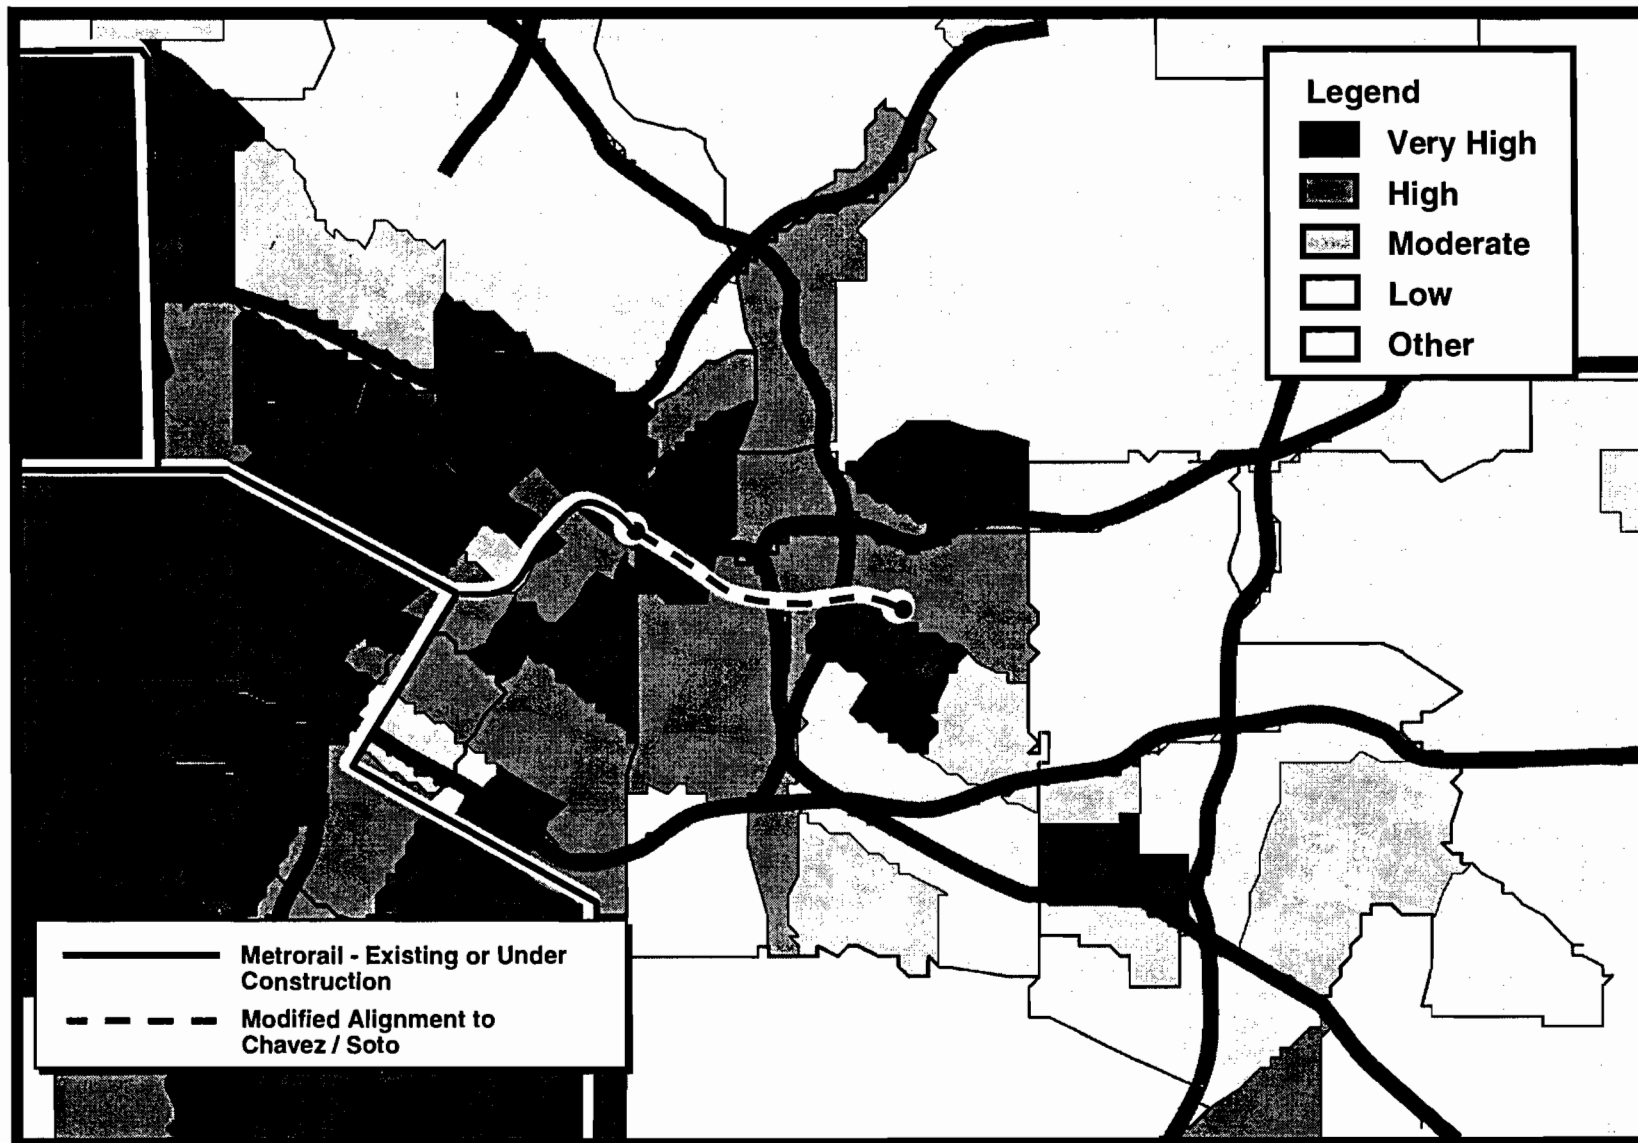 Legend
Very High
High
Moderate
Low
Other
Metrorail - Existing or Under
Construction
Modified Alignment to
Chavez / Soto